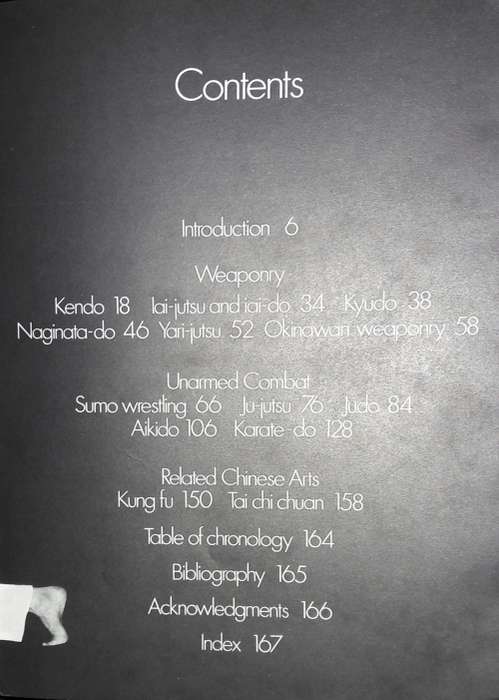 Contents
Introduction 6
Weaponry
Kendo 18 Iai-jutsu and iai-do 34 Kyudo 38
Naginata-do 46 Yari-jutsu 52 Okinawan weaponry 58
Unarmed Combat
Sumo wrestling 66 Ju-jutsu 76 Judo 84
Aikido 106 Karate-do 128
Related Chinese Arts
Kung fu 150 Tai chi chuan 158
Table of chronology 164
Bibliography 165
Acknowledgments 166
Index 167